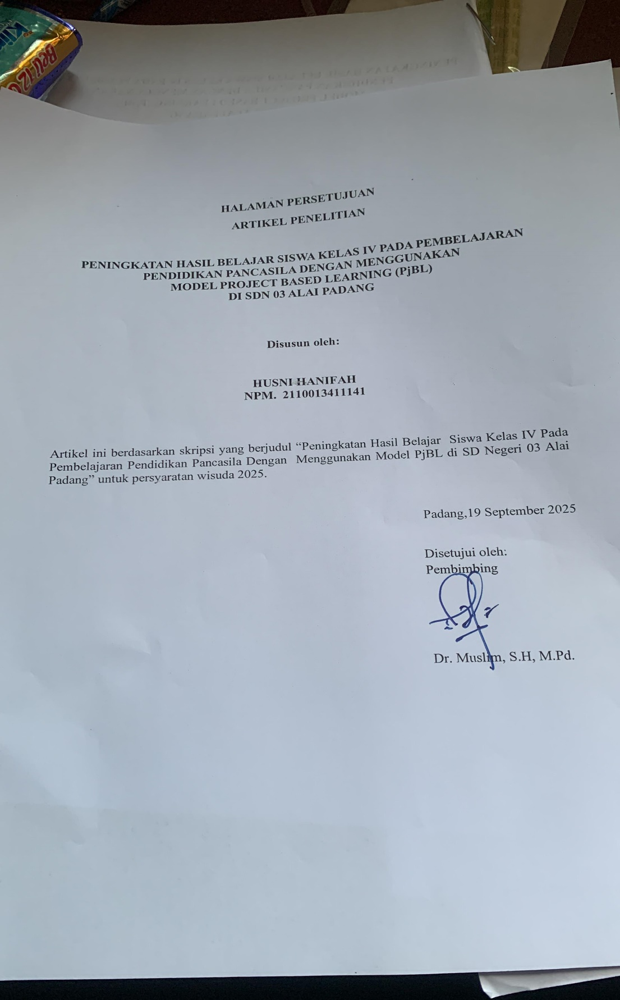 Beli 12
HALAMAN PERSETUJUAN
ARTIKEL PENELITIAN
PENINGKATAN HASIL BELAJAR SISWA KELAS IV PADA PEMBELAJARAN
PENDIDIKAN PANCASILA DENGAN MENGGUNAKAN
MODEL PROJECT BASED LEARNING (PjBL)
DI SDN 03 ALAI PADANG
Disusun oleh:
HUSNI HANIFAH
NPM. 2110013411141
Artikel ini berdasarkan skripsi yang berjudul “Peningkatan Hasil Belajar Siswa Kelas IV Pada
Pembelajaran Pendidikan Pancasila Dengan Menggunakan Model PjBL di SD Negeri 03 Alai
Padang” untuk persyaratan wisuda 2025.
Padang,19 September 2025
Disetujui oleh:
Pembimbing
Dr. Muslim, S.H, M.Pd.